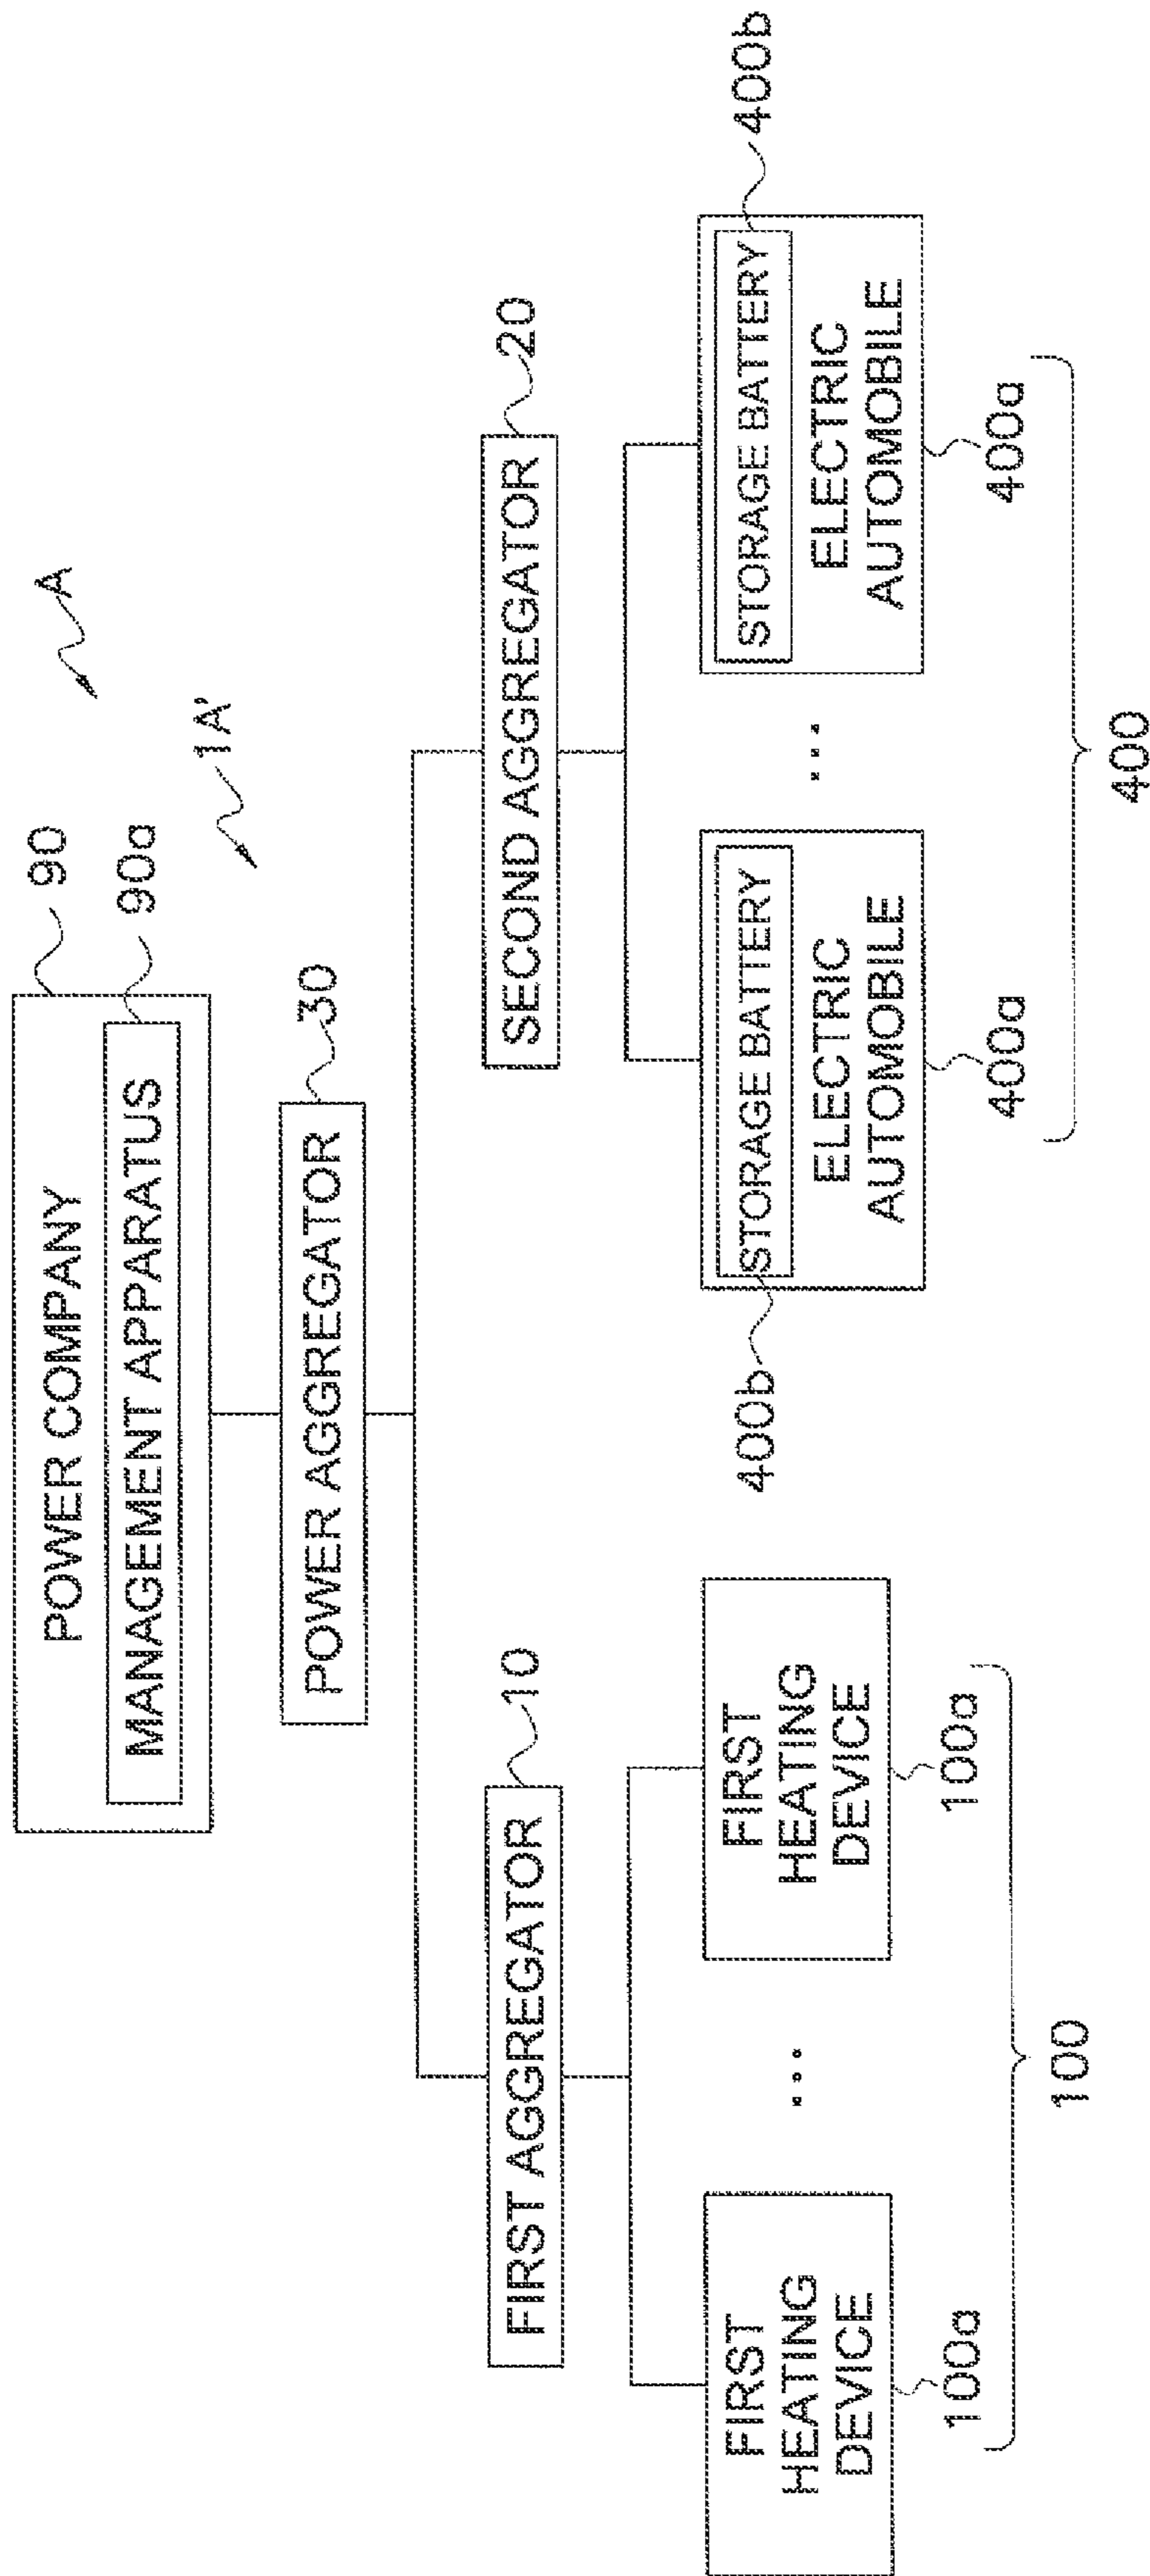 A
1A'
90
POWER COMPANY
90a
MANAGEMENT APPARATUS
30
POWER AGGREGATOR
10
FIRST AGGREGATOR
20
SECOND AGGREGATOR
FIRST
HEATING
DEVICE
100a
...
FIRST
HEATING
DEVICE
100a
100
400b
STORAGE BATTERY
ELECTRIC
AUTOMOBILE
400a
...
400b
STORAGE BATTERY
ELECTRIC
AUTOMOBILE
400a
400